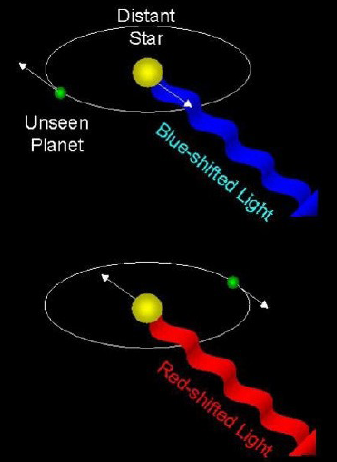 Distant
Star
Unseen
Planet
Blue-shifted Light
Red-shifted Light